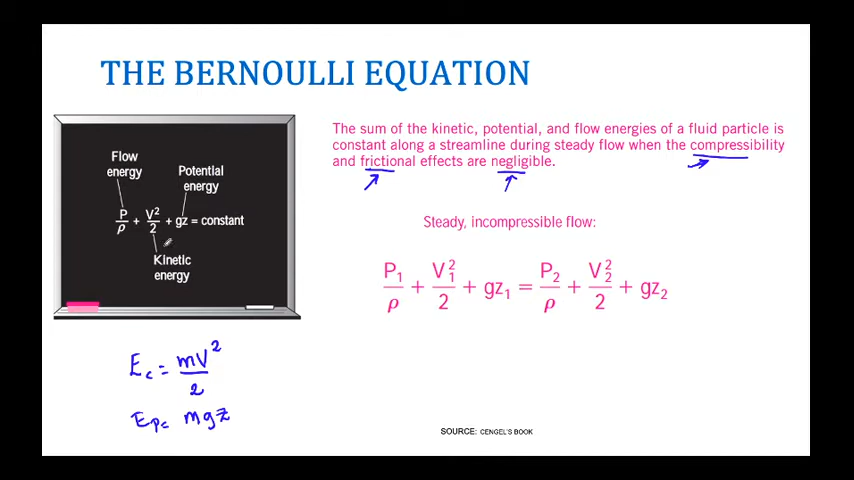 THE BERNOULLI EQUATION
The sum of the kinetic, potential, and flow energies of a fluid particle is
constant along a streamline during steady flow when the compressibility
and frictional effects are negligible.
Flow
energy
Potential
energy
P/ρ + V²/2 + gz = constant
Kinetic
energy
Steady, incompressible flow:
P₁/ρ + V₁²/2 + gz₁ = P₂/ρ + V₂²/2 + gz₂
E_c = mV²/2
E_p = mgz
SOURCE: CENGEL'S BOOK